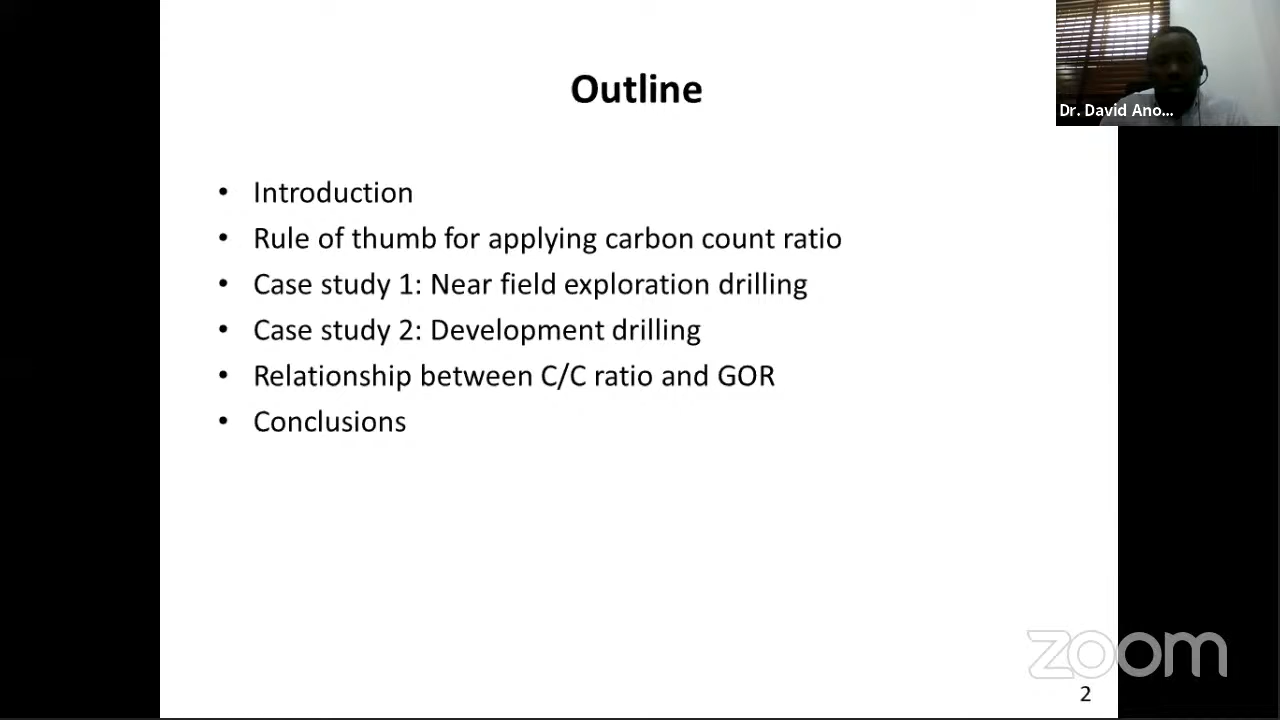 Outline
Dr. David Ano...
• Introduction
• Rule of thumb for applying carbon count ratio
• Case study 1: Near field exploration drilling
• Case study 2: Development drilling
• Relationship between C/C ratio and GOR
• Conclusions
zoom
2